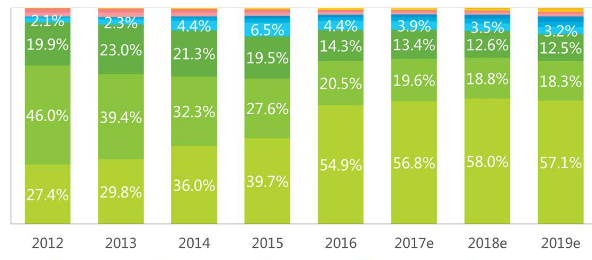 2.1% 2.3% 4.4% 6.5% 4.4% 3.9% 3.5% 3.2%
19.9% 23.0% 21.3% 19.5% 14.3% 13.4% 12.6% 12.5%
46.0% 39.4% 32.3% 27.6% 20.5% 19.6% 18.8% 18.3%
27.4% 29.8% 36.0% 39.7% 54.9% 56.8% 58.0% 57.1%
2012 2013 2014 2015 2016 2017e 2018e 2019e